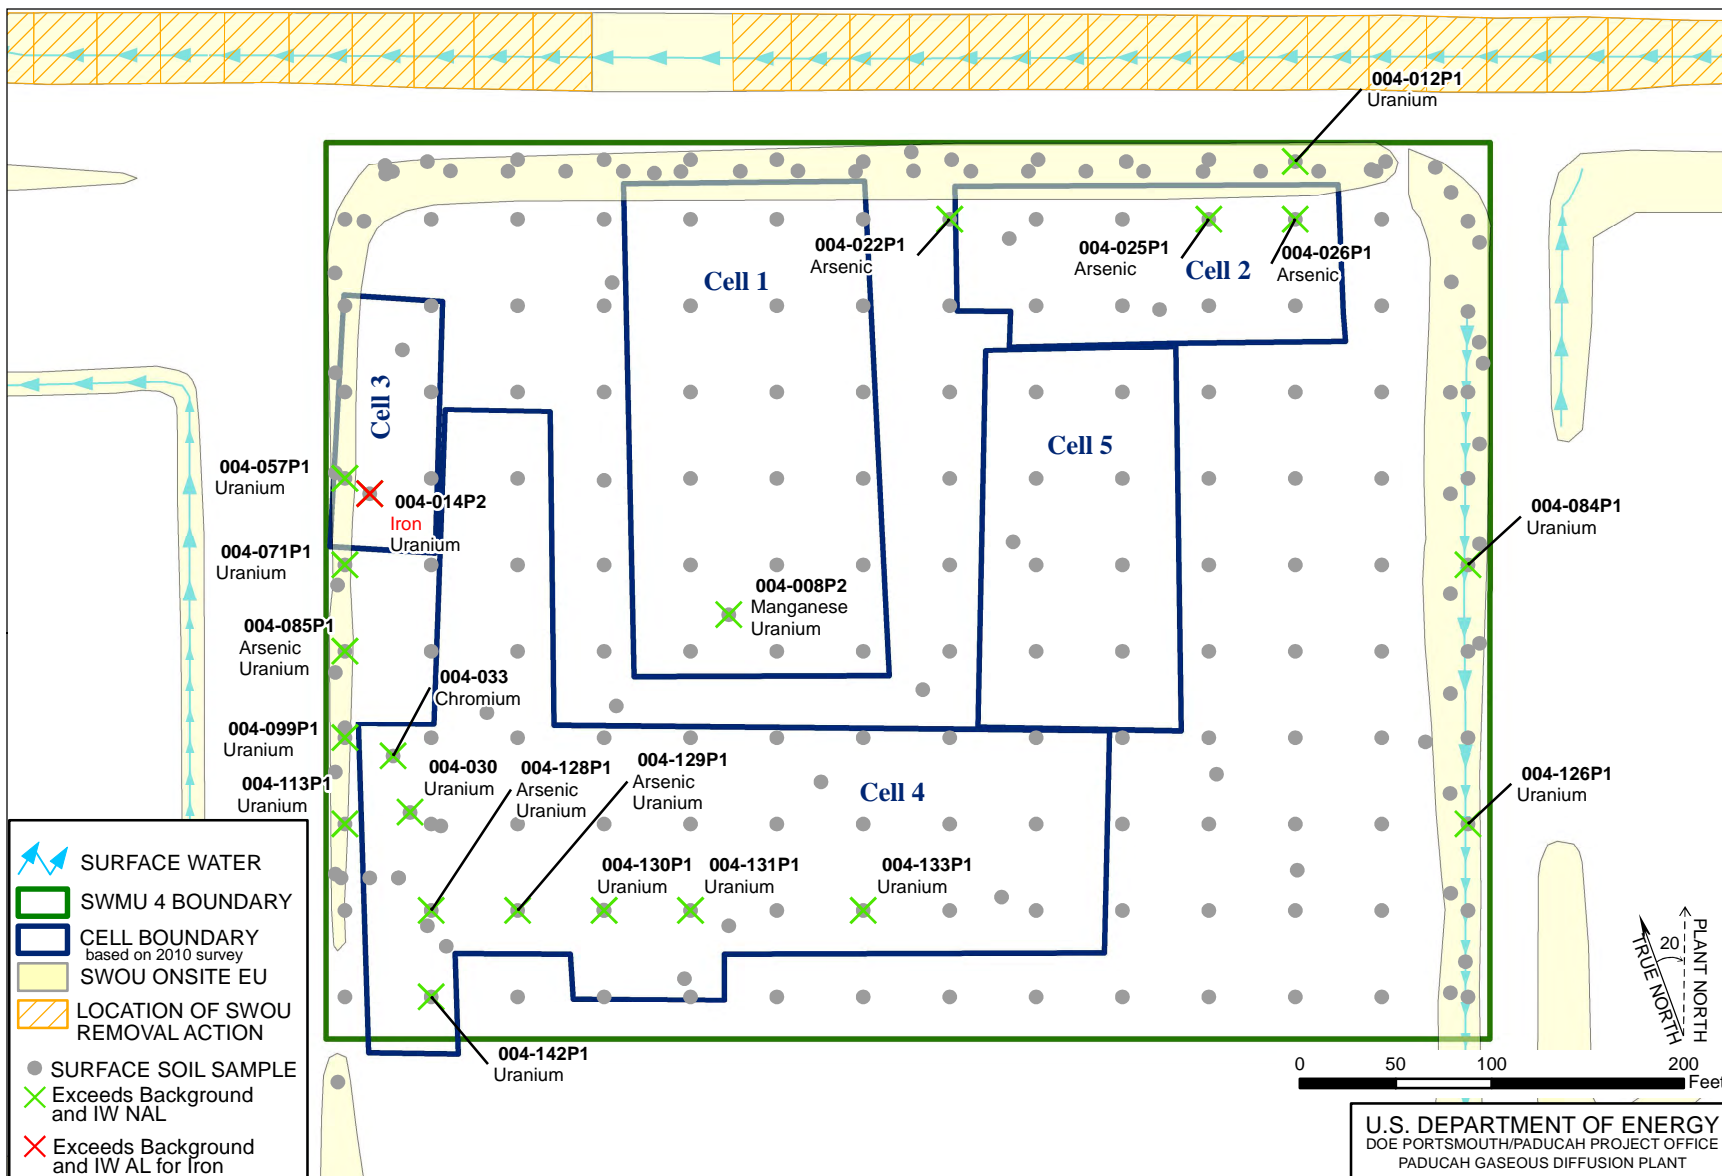 004-012P1
Uranium
004-022P1
Arsenic
004-025P1
Arsenic
Cell 2
004-026P1
Arsenic
Cell 1
Cell 3
Cell 5
004-057P1
Uranium
004-014P2
Iron
Uranium
004-084P1
Uranium
004-071P1
Uranium
004-008P2
Manganese
Uranium
004-085P1
Arsenic
Uranium
004-033
Chromium
004-099P1
Uranium
004-030
Uranium
004-128P1
Arsenic
Uranium
004-129P1
Arsenic
Uranium
Cell 4
004-126P1
Uranium
004-113P1
Uranium
004-130P1
Uranium
004-131P1
Uranium
004-133P1
Uranium
004-142P1
Uranium
SURFACE WATER
SWMU 4 BOUNDARY
CELL BOUNDARY
based on 2010 survey
SWOU ONSITE EU
LOCATION OF SWOU
REMOVAL ACTION
SURFACE SOIL SAMPLE
Exceeds Background
and IW NAL
Exceeds Background
and IW AL for Iron
TRUE NORTH
20
PLANT NORTH
0 50 100 200
Feet
U.S. DEPARTMENT OF ENERGY
DOE PORTSMOUTH/PADUCAH PROJECT OFFICE
PADUCAH GASEOUS DIFFUSION PLANT